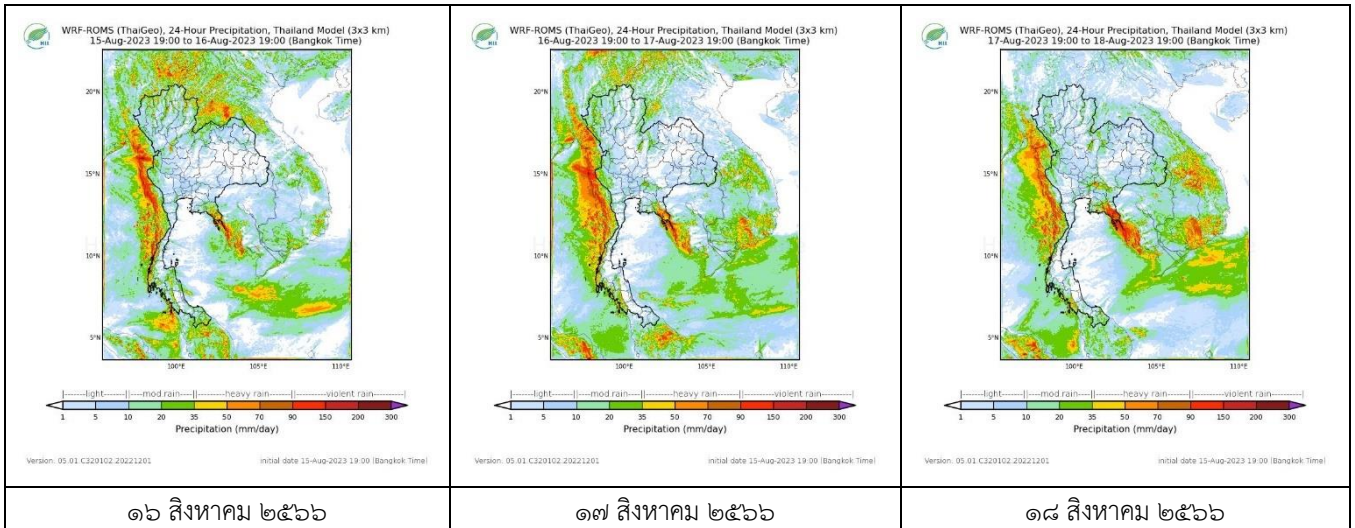 WRF-ROMS (ThaiGeo), 24-Hour Precipitation, Thailand Model (3x3 km)
15-Aug-2023 19:00 to 16-Aug-2023 19:00 (Bangkok Time)
HII
20°N
15°N
10°N
5°N
100°E 105°E 110°E
|-------light-------||---mod rain---||-------heavy rain-------||-------violent rain-------|
1 5 10 20 35 50 70 90 150 200 300
Precipitation (mm/day)
Version: 05.01.C320102.20221201 initial date 15-Aug-2023 19:00 (Bangkok Time)
๑๖ สิงหาคม ๒๕๖๖
WRF-ROMS (ThaiGeo), 24-Hour Precipitation, Thailand Model (3x3 km)
16-Aug-2023 19:00 to 17-Aug-2023 19:00 (Bangkok Time)
HII
20°N
15°N
10°N
5°N
100°E 105°E 110°E
|-------light-------||---mod rain---||-------heavy rain-------||-------violent rain-------|
1 5 10 20 35 50 70 90 150 200 300
Precipitation (mm/day)
Version: 05.01.C320102.20221201 initial date 15-Aug-2023 19:00 (Bangkok Time)
๑๗ สิงหาคม ๒๕๖๖
WRF-ROMS (ThaiGeo), 24-Hour Precipitation, Thailand Model (3x3 km)
17-Aug-2023 19:00 to 18-Aug-2023 19:00 (Bangkok Time)
HII
20°N
15°N
10°N
5°N
100°E 105°E 110°E
|-------light-------||---mod rain---||-------heavy rain-------||-------violent rain-------|
1 5 10 20 35 50 70 90 150 200 300
Precipitation (mm/day)
Version: 05.01.C320102.20221201 initial date 15-Aug-2023 19:00 (Bangkok Time)
๑๘ สิงหาคม ๒๕๖๖